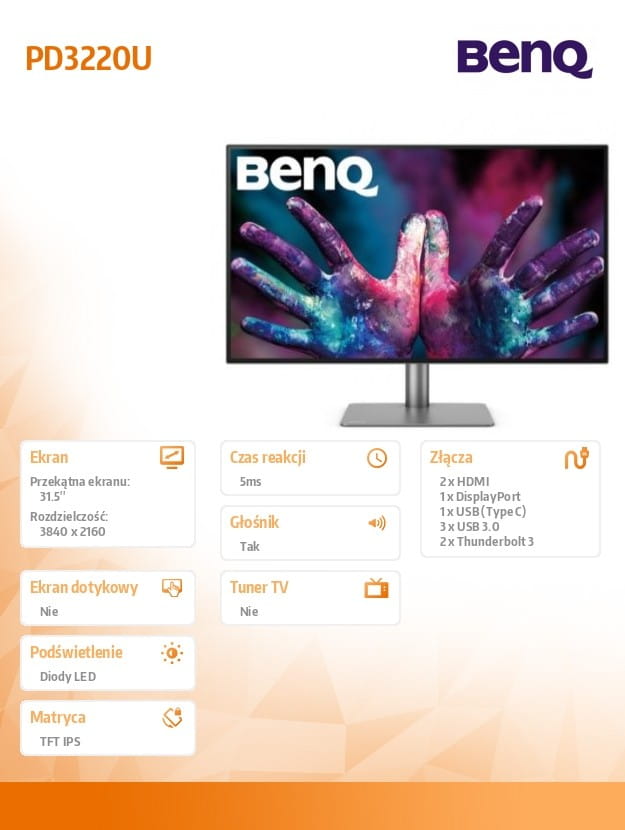 PD3220U
BenQ
BenQ
Ekran
Przekątna ekranu:
31.5''
Rozdzielczość:
3840 x 2160
Czas reakcji
5ms
Głośnik
Tak
Złącza
2 x HDMI
1 x DisplayPort
1 x USB (Type C)
3 x USB 3.0
2 x Thunderbolt 3
Ekran dotykowy
Nie
Tuner TV
Nie
Podświetlenie
Diody LED
Matryca
TFT IPS